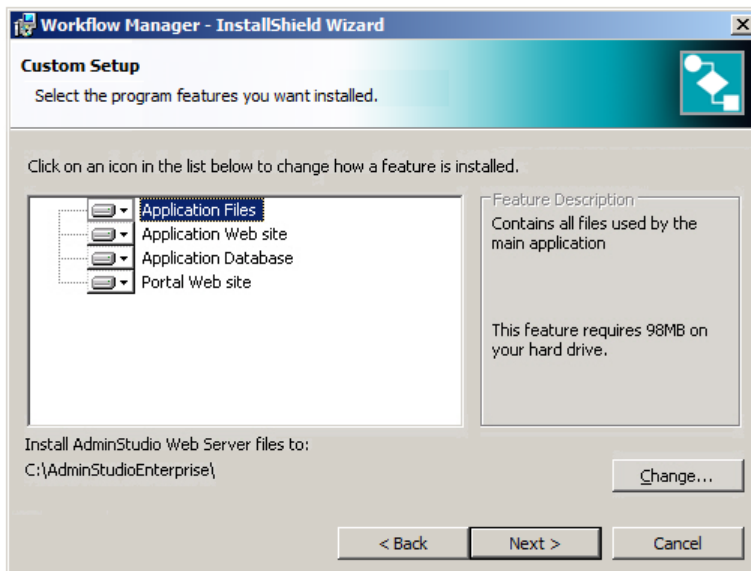 Workflow Manager - InstallShield Wizard
Custom Setup
Select the program features you want installed.
Click on an icon in the list below to change how a feature is installed.
Application Files
Application Web site
Application Database
Portal Web site
Feature Description
Contains all files used by the
main application
This feature requires 98MB on
your hard drive.
Install AdminStudio Web Server files to:
C:\AdminStudioEnterprise\
Change...
< Back
Next >
Cancel